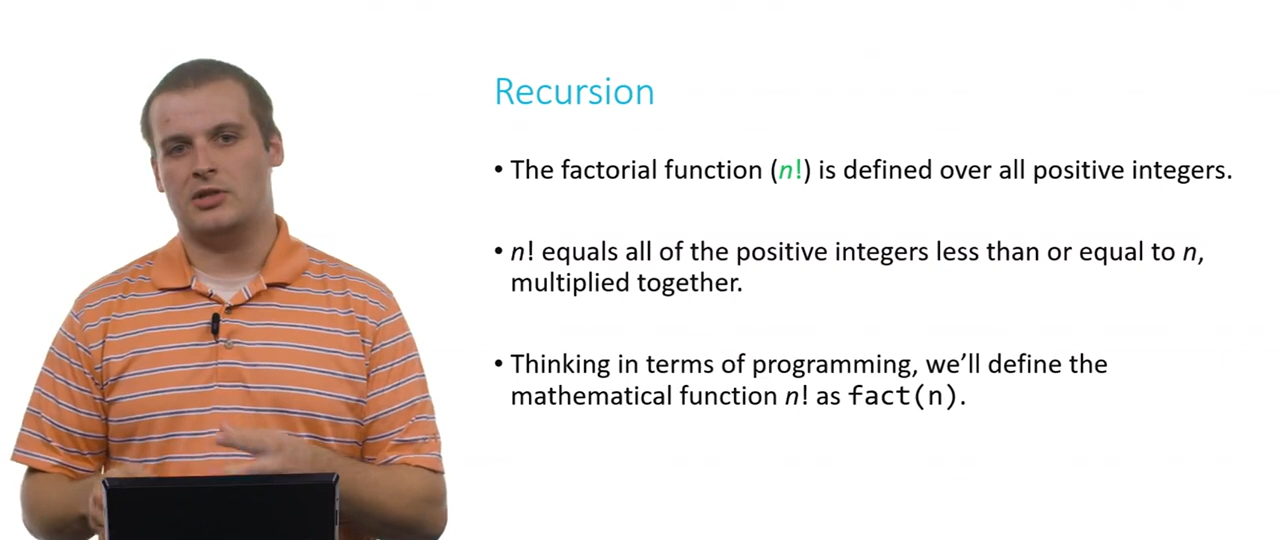 Recursion
• The factorial function (n!) is defined over all positive integers.
• n! equals all of the positive integers less than or equal to n,
multiplied together.
• Thinking in terms of programming, we’ll define the
mathematical function n! as fact(n).